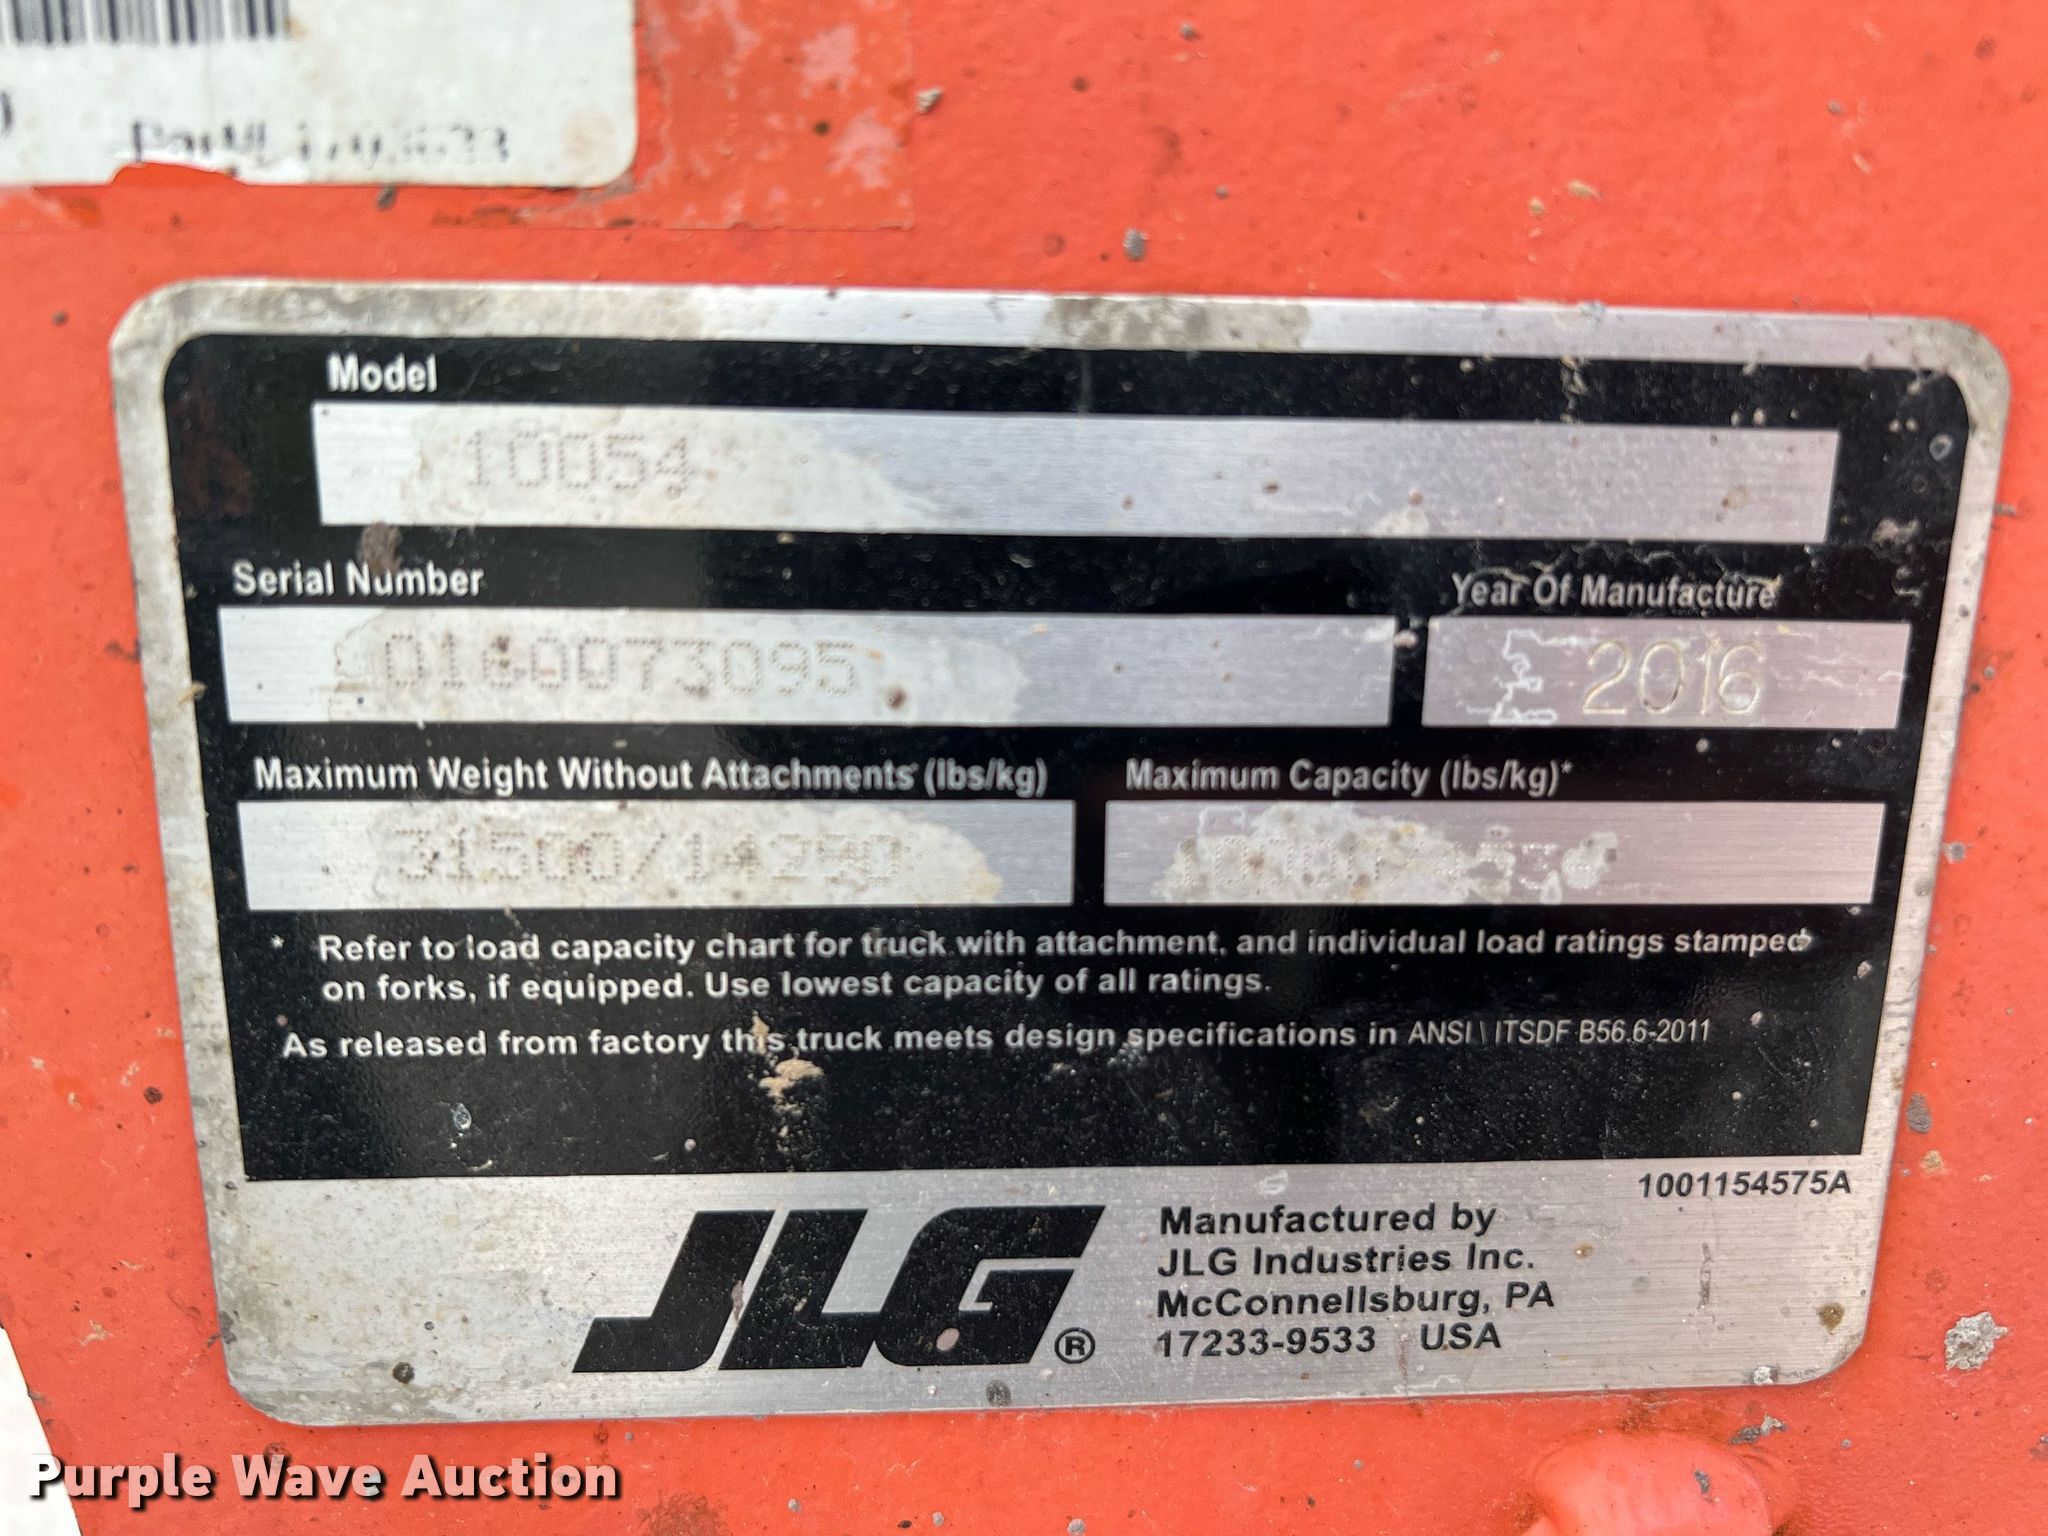 Model
10054
Serial Number
0160073095
Year Of Manufacture
2016
Maximum Weight Without Attachments (lbs/kg)
31500/14290
Maximum Capacity (lbs/kg)*
* Refer to load capacity chart for truck with attachment, and individual load ratings stamped
on forks, if equipped. Use lowest capacity of all ratings.
As released from factory this truck meets design specifications in ANSI \ ITSDF B56.6-2011
1001154575A
JLG®
Manufactured by
JLG Industries Inc.
McConnellsburg, PA
17233-9533 USA
Purple Wave Auction